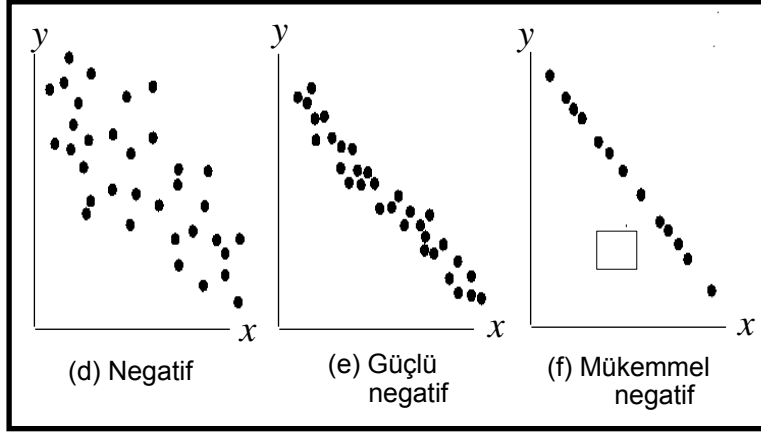 y
y
y
x
x
x
(d) Negatif
(e) Güçlü
negatif
(f) Mükemmel
negatif